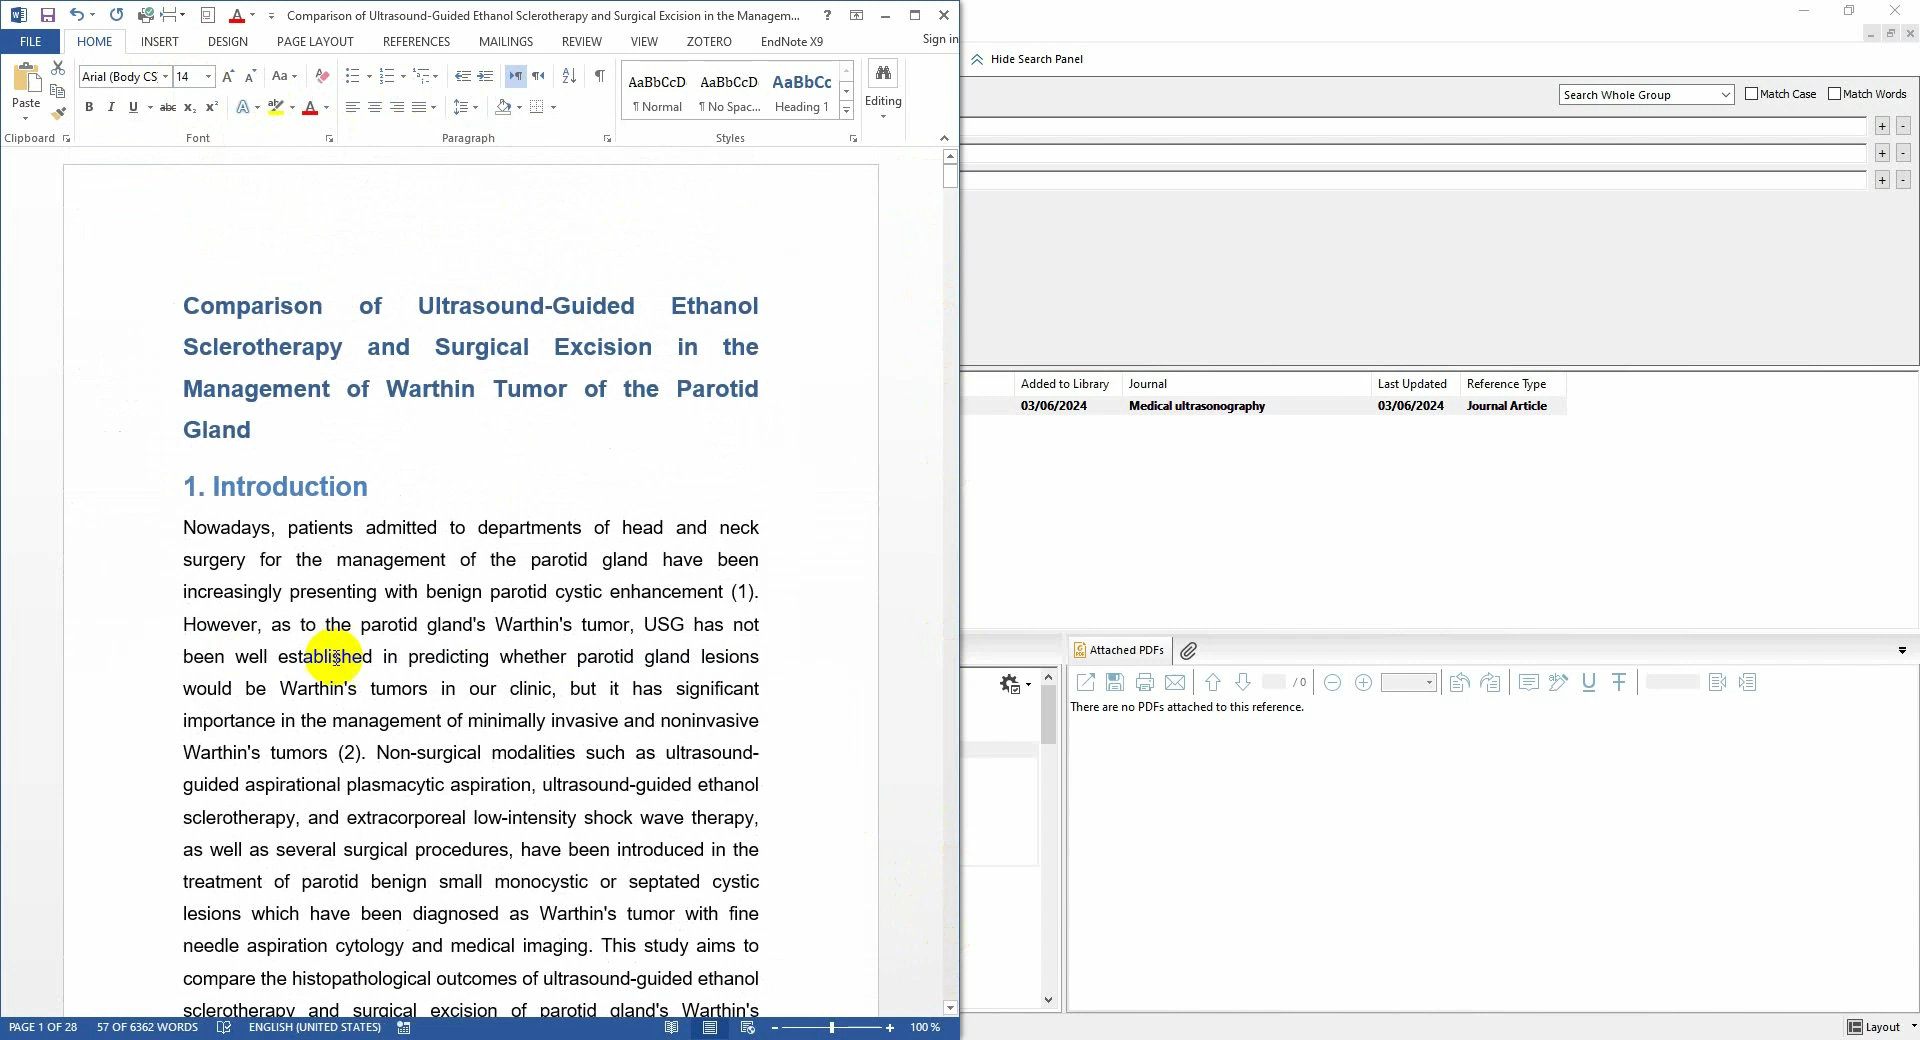 Comparison of Ultrasound-Guided Ethanol Sclerotherapy and Surgical Excision in the Managem...
FILE HOME INSERT DESIGN PAGE LAYOUT REFERENCES MAILINGS REVIEW VIEW ZOTERO EndNote X9 Sign in
Hide Search Panel
Paste
Arial (Body CS 14
AaBbCcD AaBbCcD AaBbCc
¶ Normal ¶ No Spac... Heading 1
Editing
Clipboard Font Paragraph Styles
Search Whole Group Match Case Match Words
Comparison of Ultrasound-Guided Ethanol
Sclerotherapy and Surgical Excision in the
Management of Warthin Tumor of the Parotid
Gland
1. Introduction
Nowadays, patients admitted to departments of head and neck
surgery for the management of the parotid gland have been
increasingly presenting with benign parotid cystic enhancement (1).
However, as to the parotid gland's Warthin's tumor, USG has not
been well established in predicting whether parotid gland lesions
would be Warthin's tumors in our clinic, but it has significant
importance in the management of minimally invasive and noninvasive
Warthin's tumors (2). Non-surgical modalities such as ultrasound-
guided aspirational plasmacytic aspiration, ultrasound-guided ethanol
sclerotherapy, and extracorporeal low-intensity shock wave therapy,
as well as several surgical procedures, have been introduced in the
treatment of parotid benign small monocystic or septated cystic
lesions which have been diagnosed as Warthin's tumor with fine
needle aspiration cytology and medical imaging. This study aims to
compare the histopathological outcomes of ultrasound-guided ethanol
sclerotherapy and surgical excision of parotid gland's Warthin's
Added to Library Journal Last Updated Reference Type
03/06/2024 Medical ultrasonography 03/06/2024 Journal Article
Attached PDFs
/ 0
There are no PDFs attached to this reference.
PAGE 1 OF 28 57 OF 6362 WORDS ENGLISH (UNITED STATES) 100 %
Layout